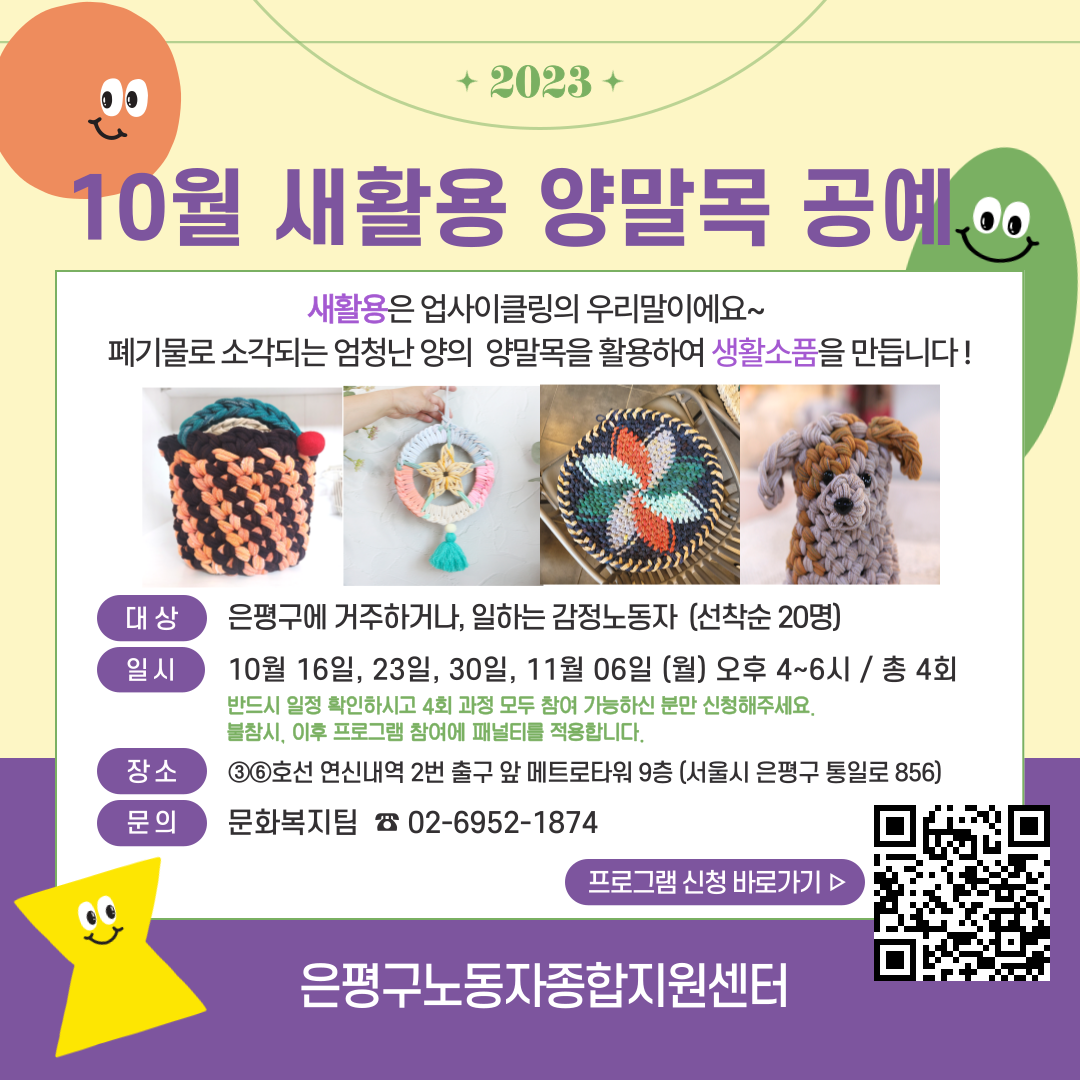 2023
10월 새활용 양말목 공예
새활용은 업사이클링의 우리말이에요~
폐기물로 소각되는 엄청난 양의 양말목을 활용하여 생활소품을 만듭니다!
대상 은평구에 거주하거나, 일하는 감정노동자 (선착순 20명)
일시 10월 16일, 23일, 30일, 11월 06일 (월) 오후 4~6시 / 총 4회
반드시 일정 확인하시고 4회 과정 모두 참여 가능하신 분만 신청해주세요.
불참시, 이후 프로그램 참여에 패널티를 적용합니다.
장소 ③⑥호선 연신내역 2번 출구 앞 메트로타워 9층 (서울시 은평구 통일로 856)
문의 문화복지팀 ☎ 02-6952-1874
프로그램 신청 바로가기 ▷
은평구노동자종합지원센터